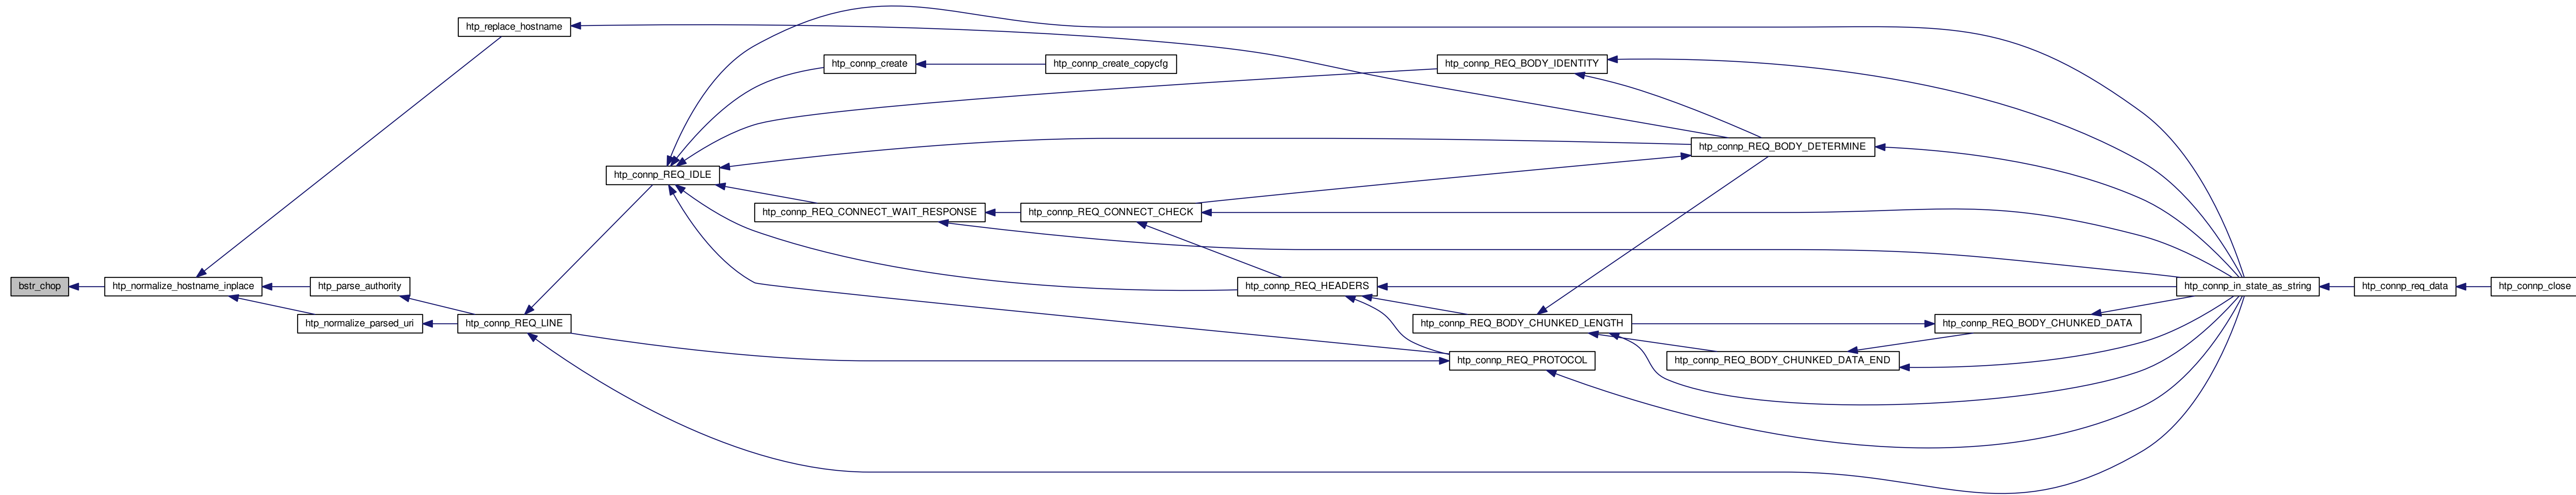 htp_replace_hostname
htp_connp_create
htp_connp_create_copycfg
htp_connp_REQ_BODY_IDENTITY
htp_connp_REQ_BODY_DETERMINE
htp_connp_REQ_IDLE
htp_connp_REQ_CONNECT_WAIT_RESPONSE
htp_connp_REQ_CONNECT_CHECK
bstr_chop
htp_normalize_hostname_inplace
htp_parse_authority
htp_connp_REQ_HEADERS
htp_connp_in_state_as_string
htp_connp_req_data
htp_connp_close
htp_normalize_parsed_uri
htp_connp_REQ_LINE
htp_connp_REQ_BODY_CHUNKED_LENGTH
htp_connp_REQ_BODY_CHUNKED_DATA
htp_connp_REQ_PROTOCOL
htp_connp_REQ_BODY_CHUNKED_DATA_END